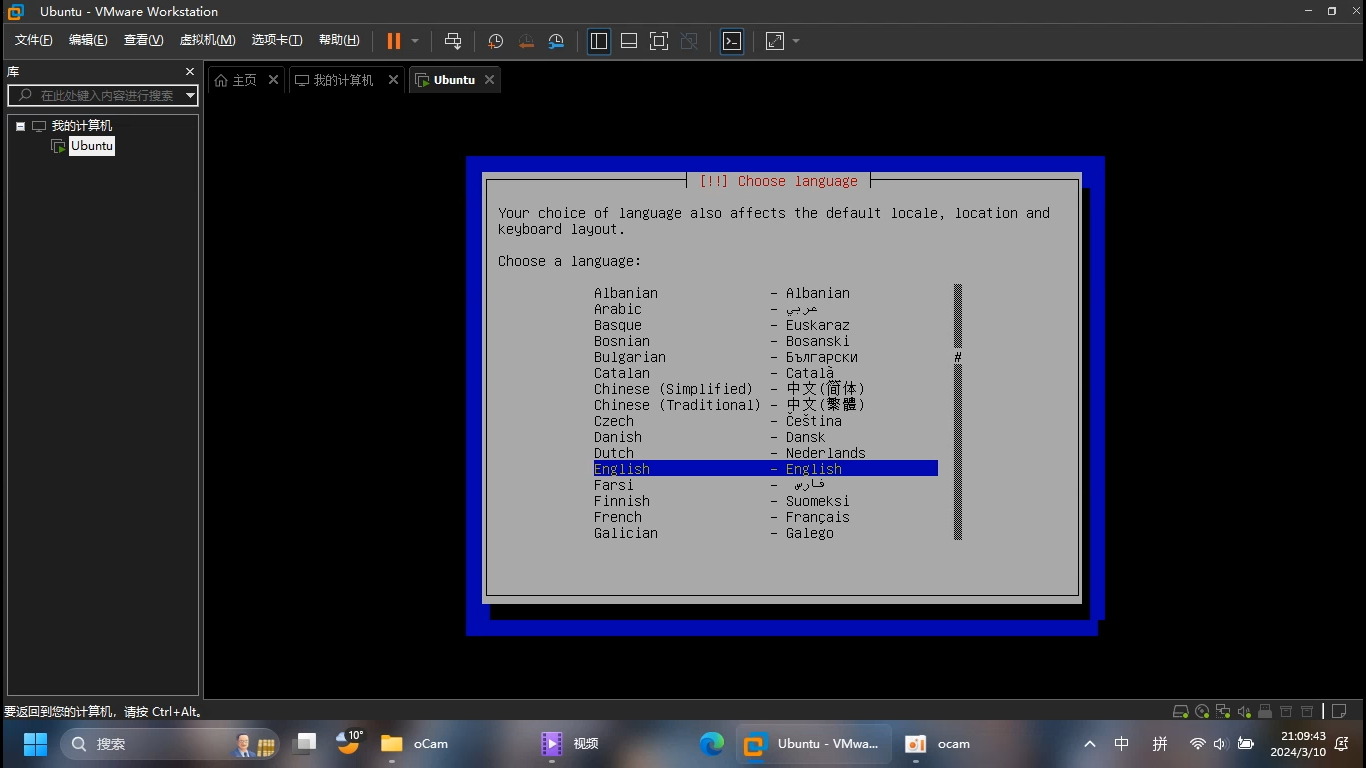 Ubuntu - VMware Workstation
文件(F) 编辑(E) 查看(V) 虚拟机(M) 选项卡(T) 帮助(H)
库
主页 我的计算机 Ubuntu
在此处键入内容进行搜索
我的计算机
Ubuntu
[!!] Choose language
Your choice of language also affects the default locale, location and
keyboard layout.
Choose a language:
Albanian - Albanian
Arabic - عربي
Basque - Euskaraz
Bosnian - Bosanski
Bulgarian - Български
Catalan - Català
Chinese (Simplified) - 中文(简体)
Chinese (Traditional) - 中文(繁體)
Czech - Čeština
Danish - Dansk
Dutch - Nederlands
English - English
Farsi - فارس
Finnish - Suomeksi
French - Français
Galician - Galego
要返回到您的计算机，请按 Ctrl+Alt。
搜索 10° oCam 视频 Ubuntu - VMwa... ocam 中 拼 21:09:43
2024/3/10